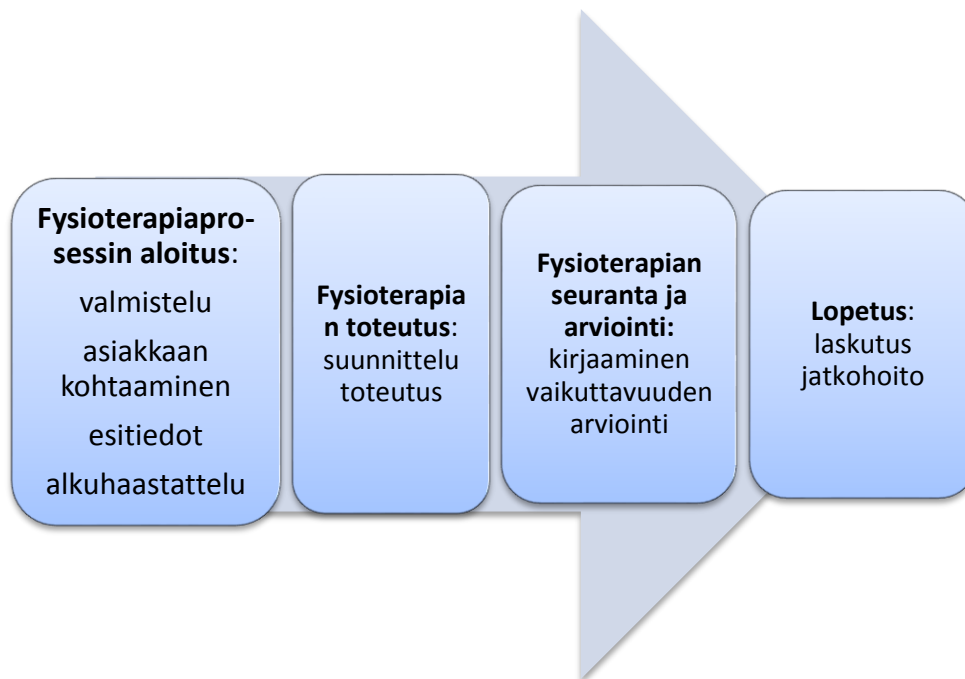 Fysioterapiapro-
sessin aloitus:
valmistelu
asiakkaan
kohtaaminen
esitiedot
alkuhaastattelu
Fysioterapia
n toteutus:
suunnittelu
toteutus
Fysioterapian
seuranta ja
arviointi:
kirjaaminen
vaikuttavuuden
arviointi
Lopetus:
laskutus
jatkohoito